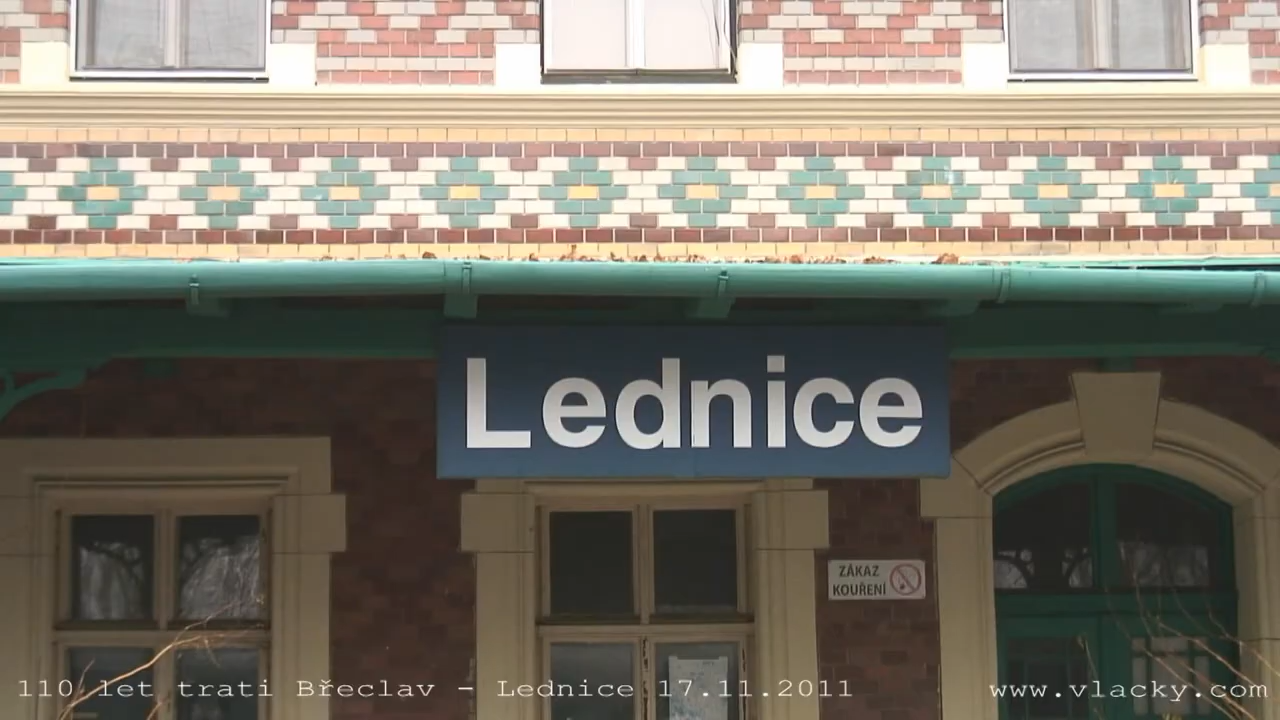 Lednice
ZÁKAZ
KOUŘENÍ
110 let trati Břeclav - Lednice 17.11.2011
www.vlacky.com